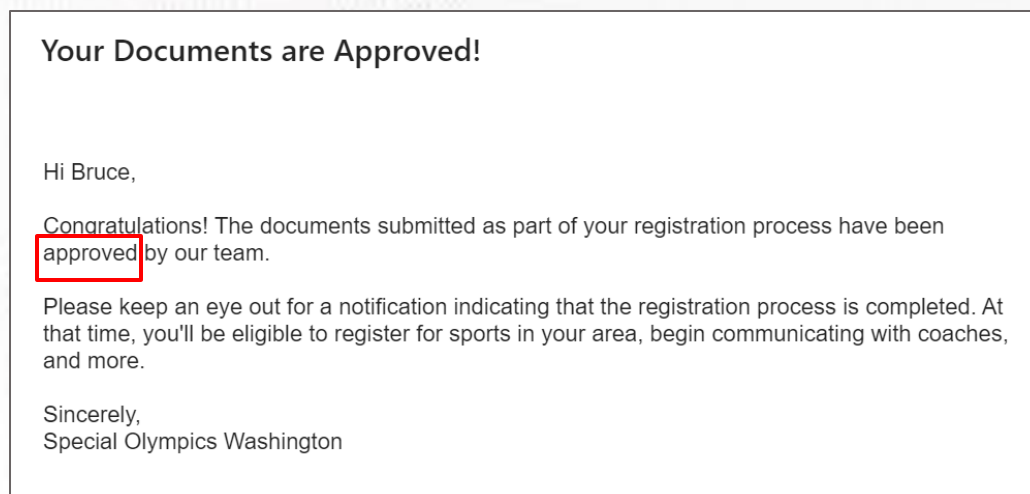 Your Documents are Approved!
Hi Bruce,
Congratulations! The documents submitted as part of your registration process have been
approved by our team.
Please keep an eye out for a notification indicating that the registration process is completed. At
that time, you'll be eligible to register for sports in your area, begin communicating with coaches,
and more.
Sincerely,
Special Olympics Washington